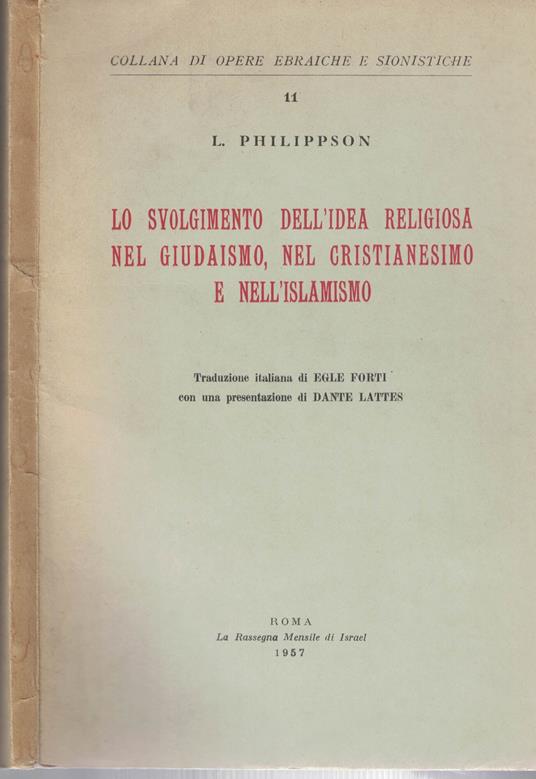 COLLANA DI OPERE EBRAICHE E SIONISTICHE
11
L. PHILIPPSON
LO SVOLGIMENTO DELL'IDEA RELIGIOSA
NEL GIUDAISMO, NEL CRISTIANESIMO
E NELL'ISLAMISMO
Traduzione italiana di EGLE FORTI
con una presentazione di DANTE LATTES
ROMA
La Rassegna Mensile di Israel
1957